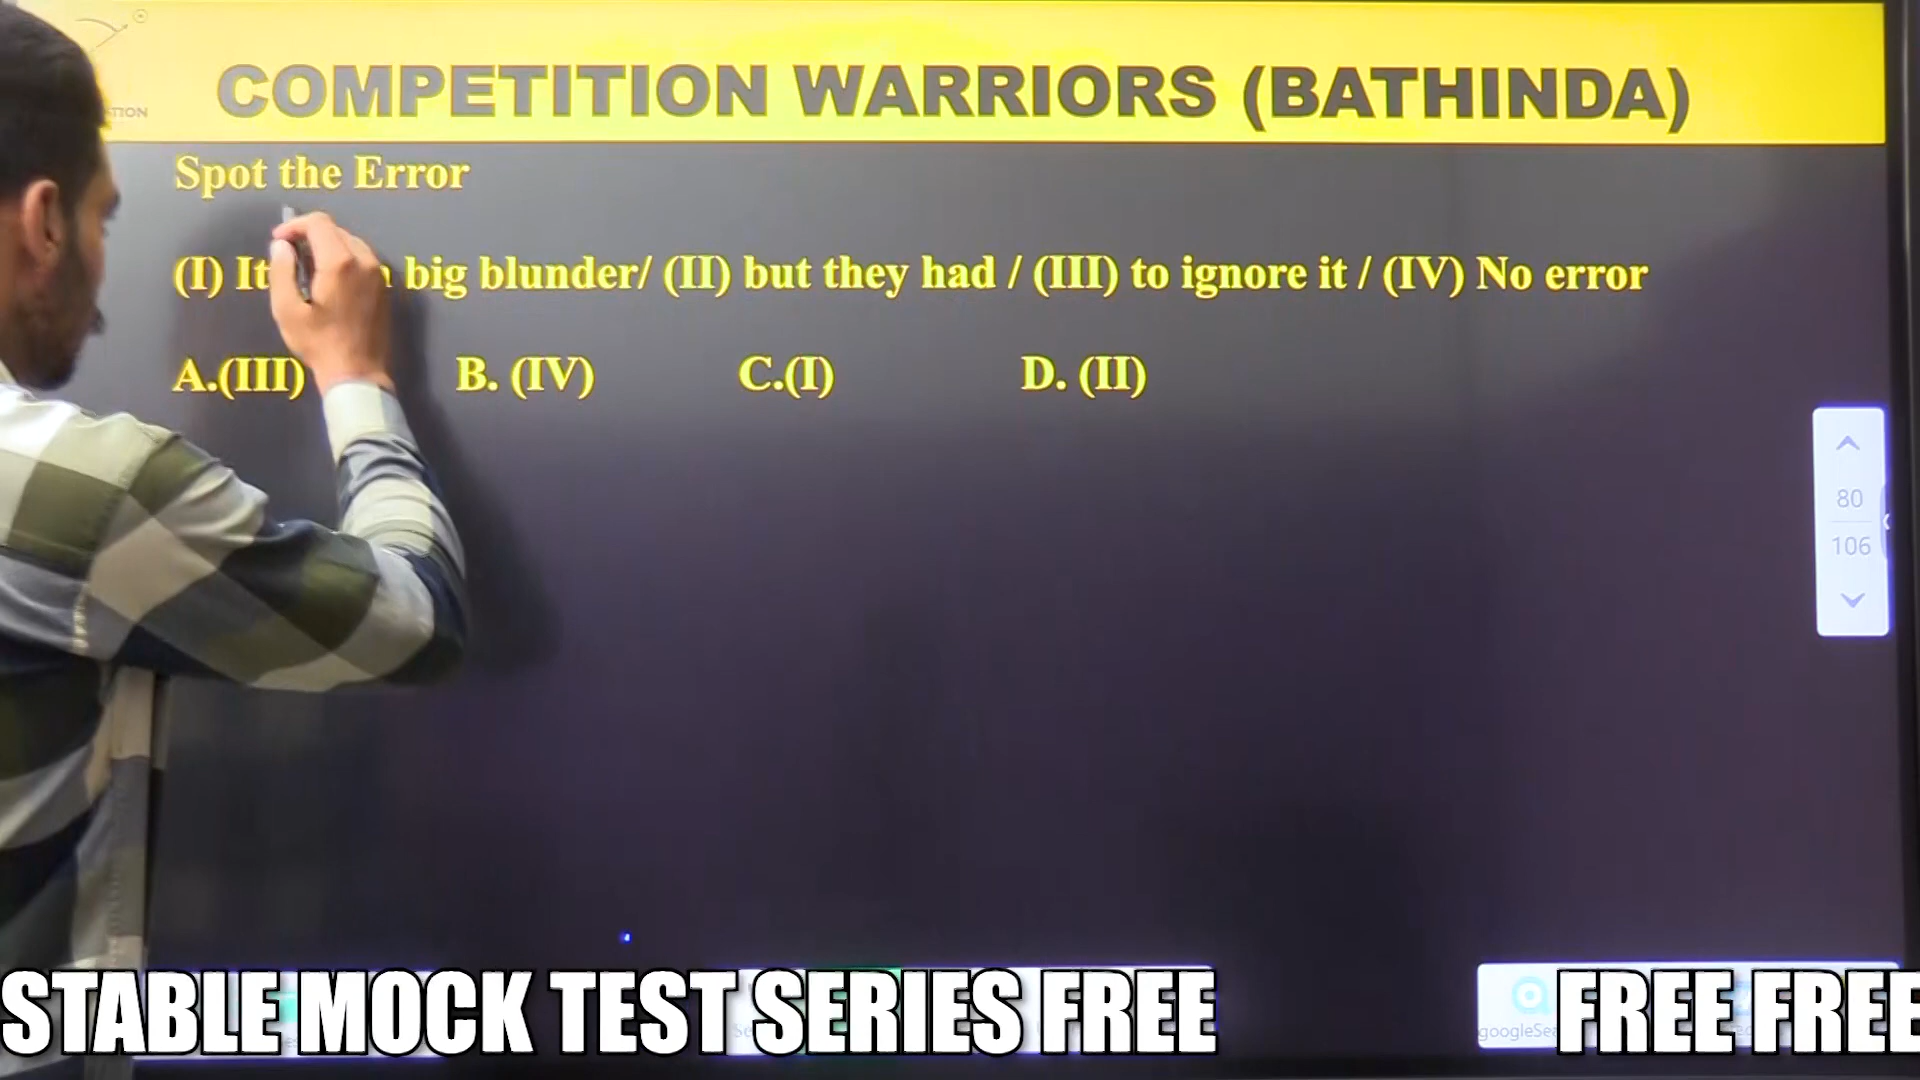 TION
COMPETITION WARRIORS (BATHINDA)
Spot the Error
(I) It big blunder/ (II) but they had / (III) to ignore it / (IV) No error
A.(III) B. (IV) C.(I) D. (II)
80
106
STABLE MOCK TEST SERIES FREE FREE FREE